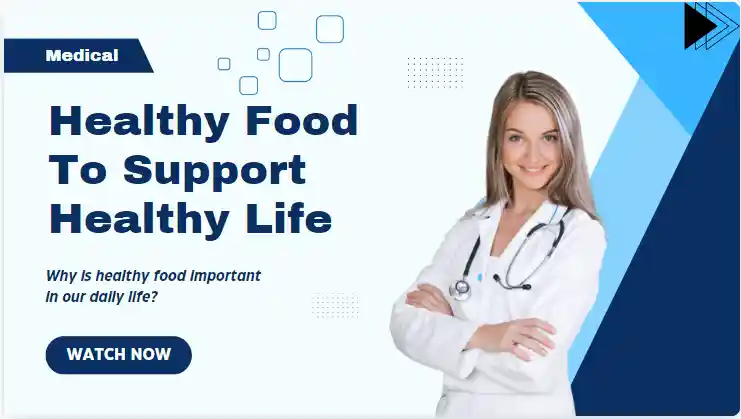 Medical
Healthy Food
To Support
Healthy Life
Why is healthy food important
in our daily life?
WATCH NOW